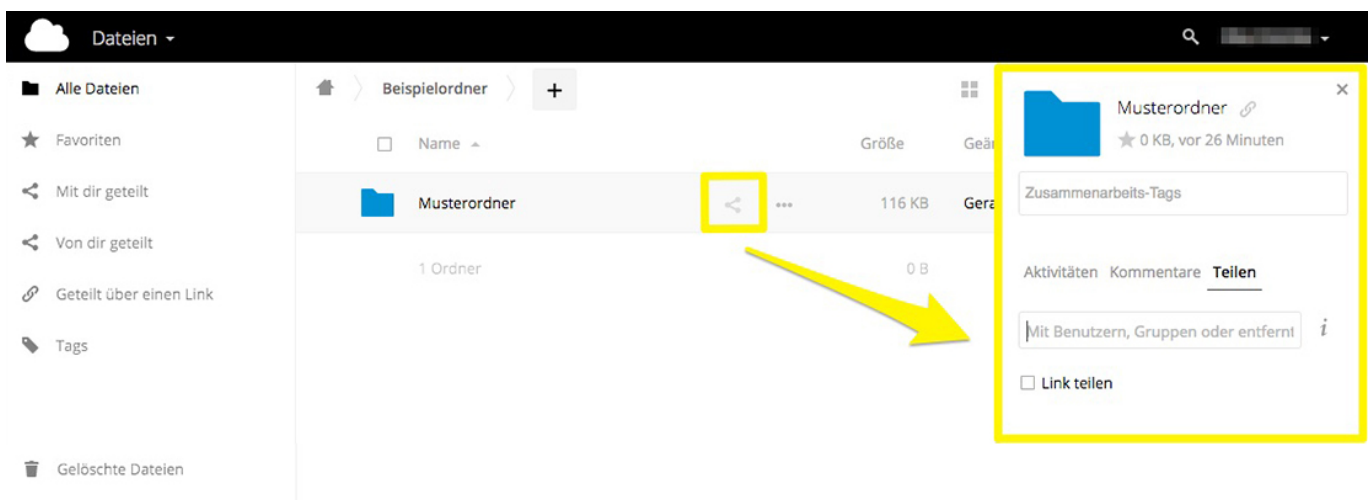 Dateien
Alle Dateien
Favoriten
Mit dir geteilt
Von dir geteilt
Geteilt über einen Link
Tags
Gelöschte Dateien
Beispielordner +
Name Größe
Musterordner ... 116 KB
1 Ordner 0 B
Musterordner ×
0 KB, vor 26 Minuten
Zusammenarbeits-Tags
Aktivitäten Kommentare Teilen
Mit Benutzern, Gruppen oder entfernt i
Link teilen